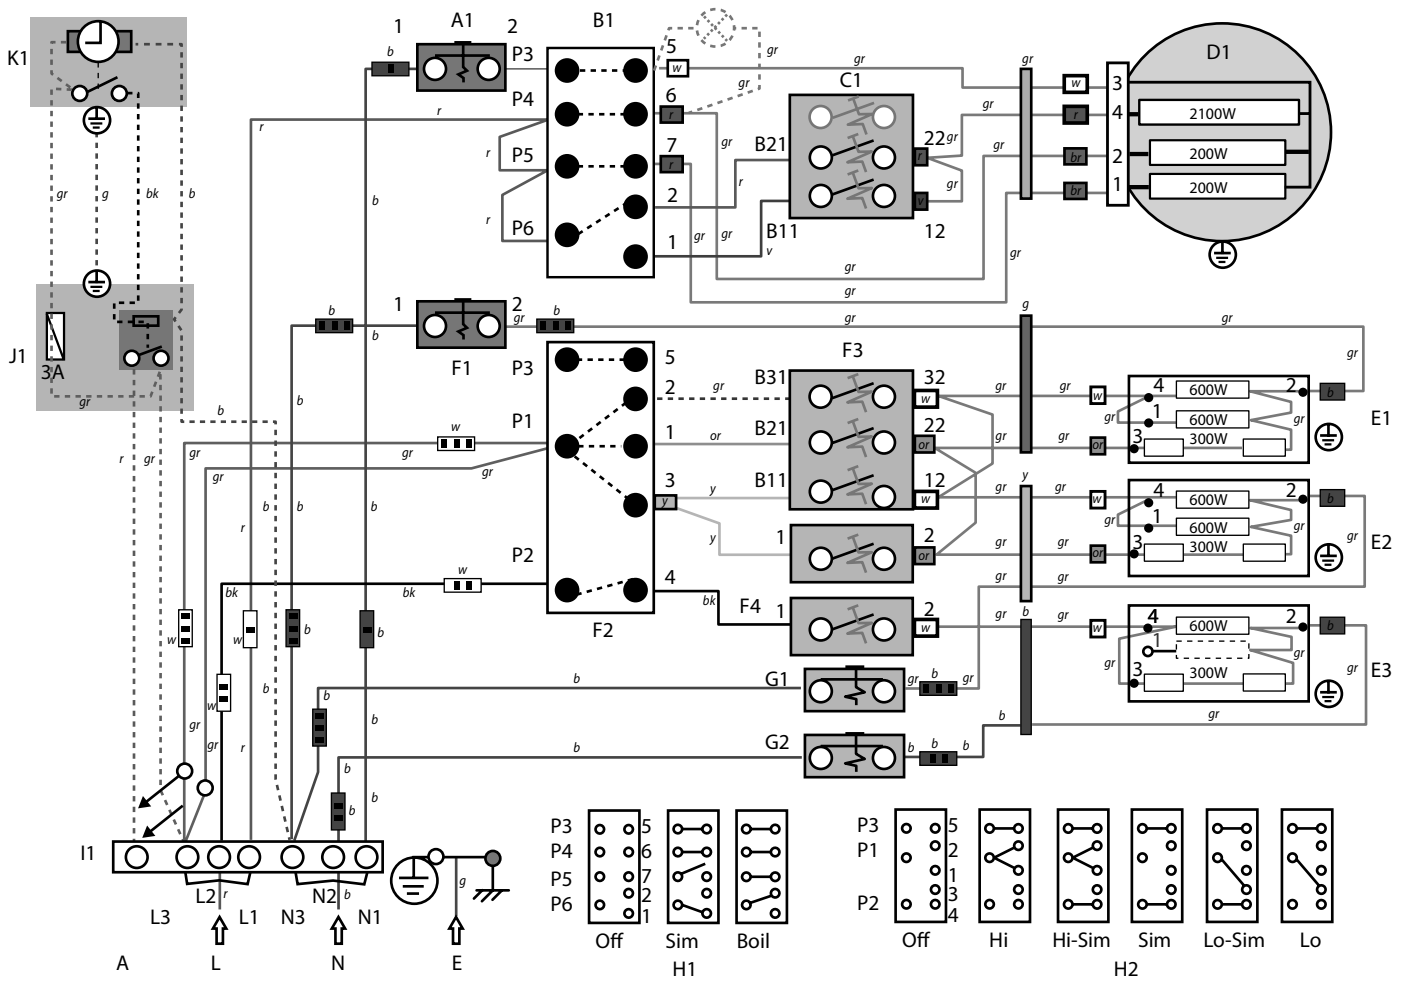 K1
1
A1
2
B1
P3
5
gr
gr
gr
D1
b
w
C1
w
3
P4
6
r
r
r
gr
gr
r
4
2100W
P5
7
r
B21
22
r
gr
br
2
200W
r
r
gr
v
br
1
200W
P6
2
B11
12
1
v
gr
gr
gr
gr
gr
gr
g
bk
b
b
r
J1
3A
gr
1
b
F1
2
gr
b
gr
g
gr
b
P3
5
F3
gr
2
gr
B31
32
w
gr
w
4
600W
2
b
E1
b
b
P1
w
1
or
B21
22
or
gr
gr
or
gr
1
600W
3
300W
gr
gr
gr
gr
3
y
y
B11
12
w
gr
y
gr
w
4
600W
2
b
E2
r
gr
b
b
b
r
y
1
2
or
gr
gr
or
gr
1
600W
3
300W
gr
P2
w
bk
bk
4
bk
F4
1
2
w
gr
gr
b
gr
w
4
600W
2
b
E3
F2
w
w
b
b
1
gr
3
300W
gr
gr
w
b
b
b
G1
gr
b
gr
gr
gr
gr
r
b
b
G2
b
b
b
b
b
b
b
I1
L3
L2
r
L1
N3
N2
b
N1
g
A
L
N
E
P3
P4
P5
P6
5
6
7
2
1
Off
Sim
Boil
H1
P3
P1
P2
5
2
1
3
4
Off
Hi
Hi-Sim
Sim
Lo-Sim
Lo
H2